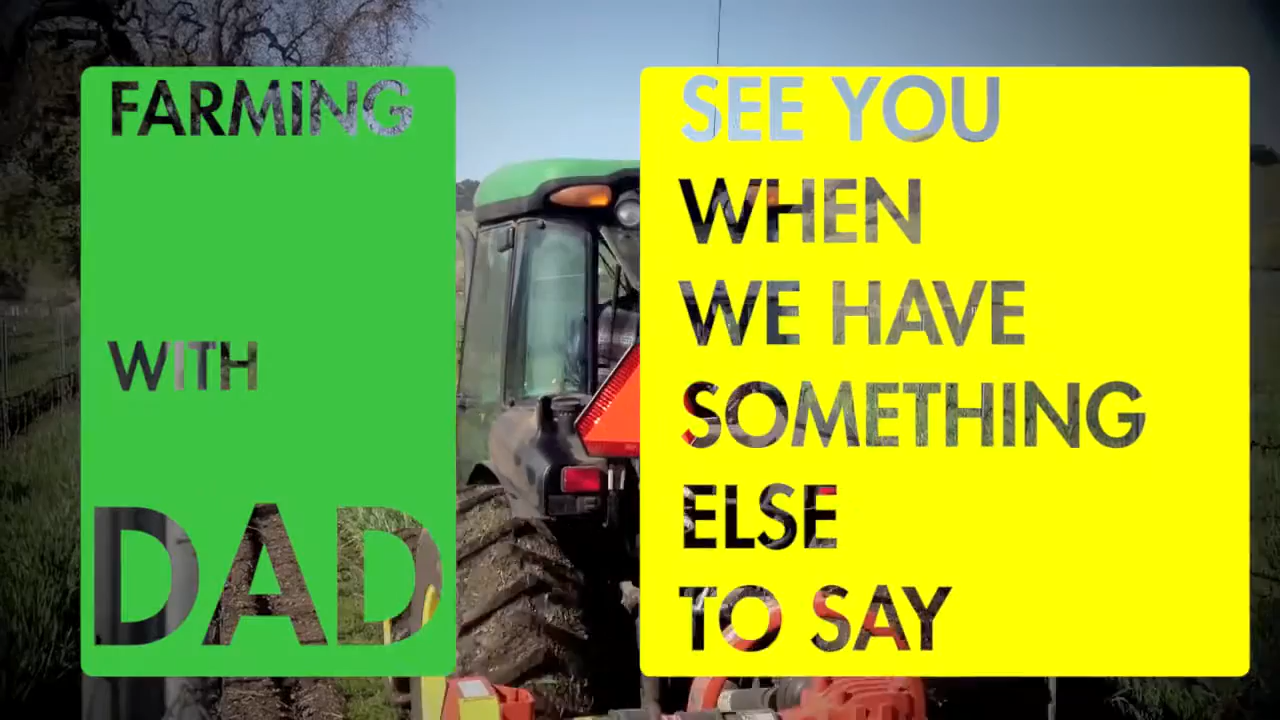 FARMING
WITH
DAD
SEE YOU
WHEN
WE HAVE
SOMETHING
ELSE
TO SAY